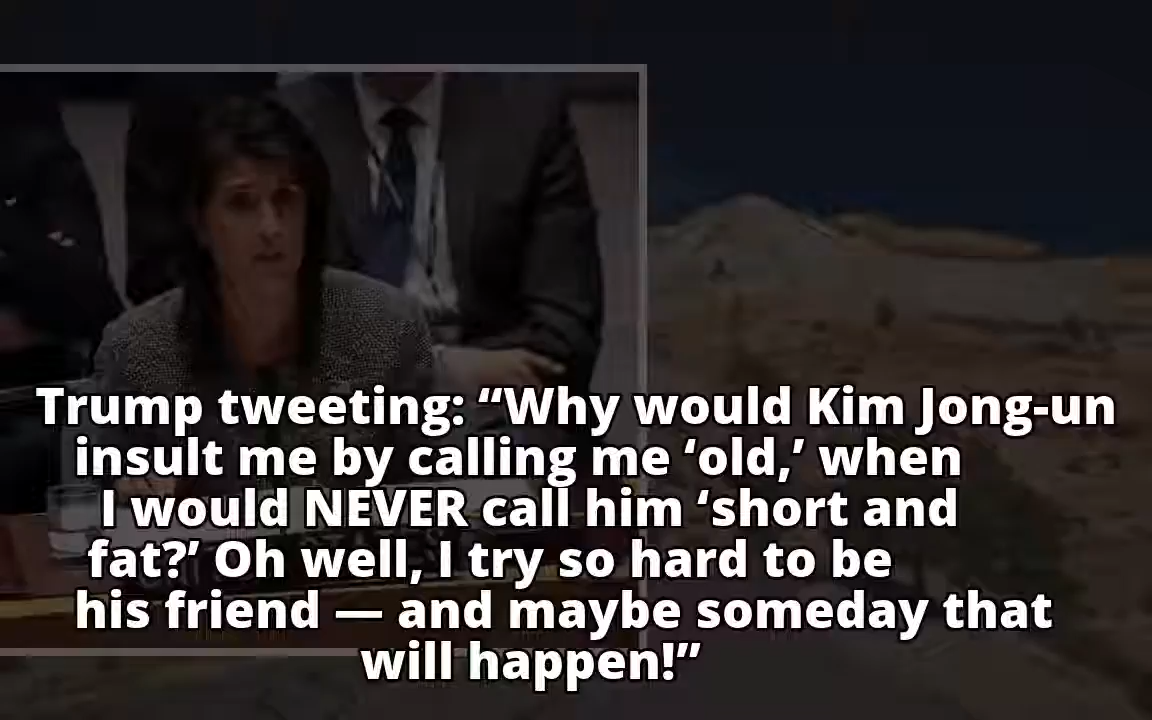 Trump tweeting: “Why would Kim Jong-un
insult me by calling me ‘old,’ when
I would NEVER call him ‘short and
fat?’ Oh well, I try so hard to be
his friend — and maybe someday that
will happen!”